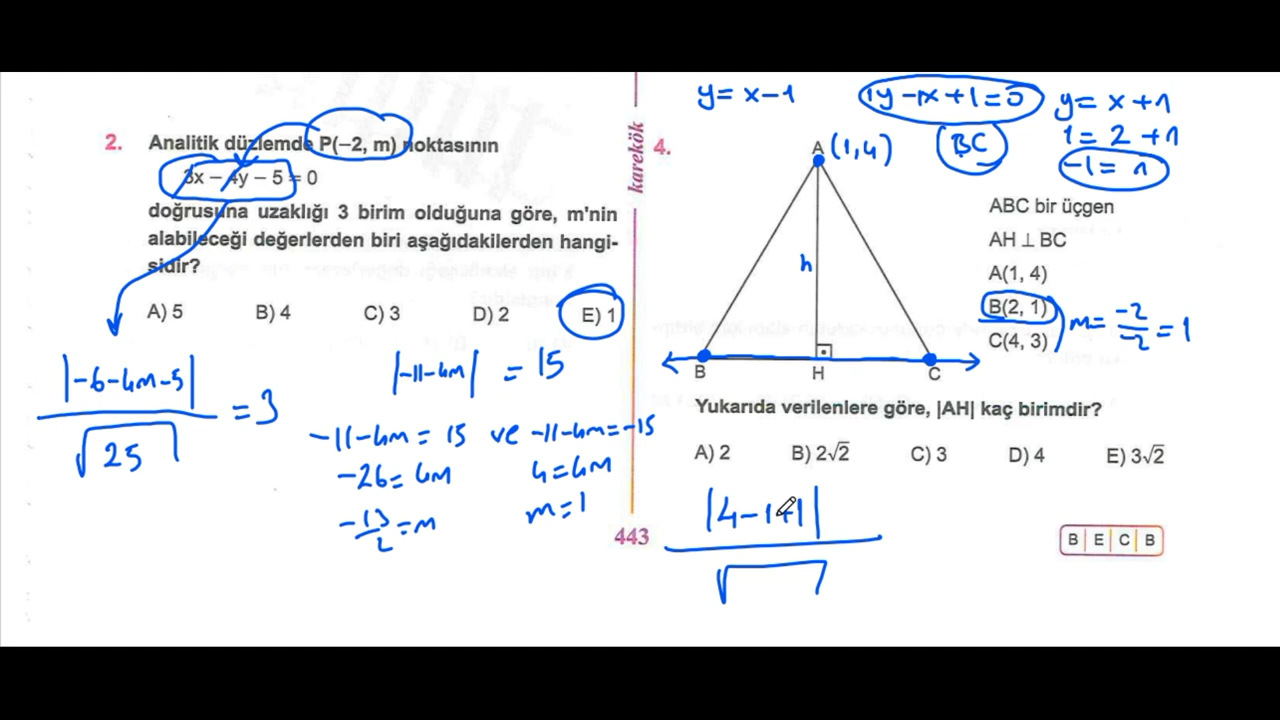 2. Analitik düzlemde P(−2, m) noktasının
3x − 4y − 5 = 0
doğrusuna uzaklığı 3 birim olduğuna göre, m'nin
alabileceği değerlerden biri aşağıdakilerden hangi-
sidir?
A) 5 B) 4 C) 3 D) 2 E) 1
|-6-4m-5|
√25
= 3
|-11-4m| = 15
-11-4m = 15 ve -11-4m = -15
-26 = 4m 4 = 4m
-13/2 = m m = 1
karekök
443
y = x-1 1y-1x+1=0 y = x+n
BC 1 = 2+n
-1 = n
4.
A (1,4)
h
B H C
ABC bir üçgen
AH ⊥ BC
A(1, 4)
B(2, 1)
C(4, 3)
m = -2/-2 = 1
Yukarıda verilenlere göre, |AH| kaç birimdir?
A) 2 B) 2√2 C) 3 D) 4 E) 3√2
|4-1+1|
√
B E C B